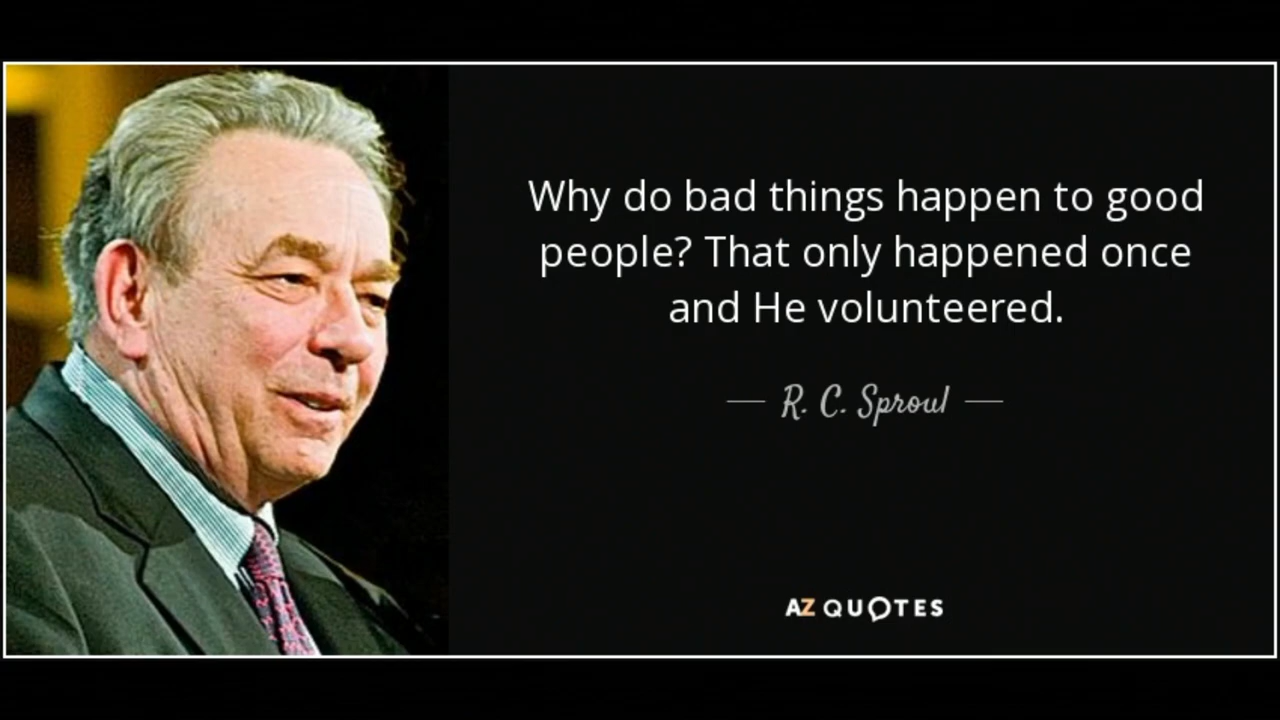 Why do bad things happen to good
people? That only happened once
and He volunteered.
— R. C. Sproul —
AZ QUOTES